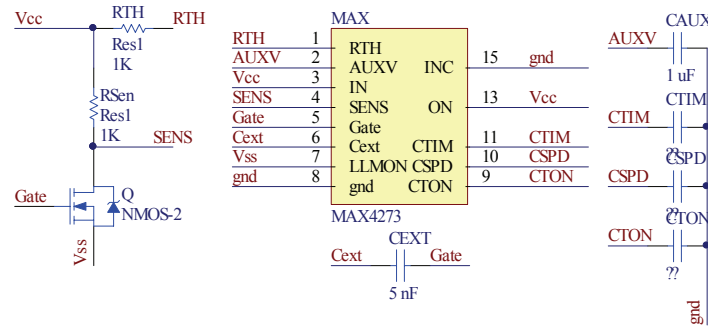 Vcc
RTH
RTH
Res1
1K
RSen
Res1
1K
SENS
Gate
Q
NMOS-2
Vss
MAX
RTH 1 RTH
AUXV 2 AUXV INC 15 gnd
Vcc 3 IN
SENS 4 SENS ON 13 Vcc
Gate 5 Gate
Cext 6 Cext CTIM 11 CTIM
Vss 7 LLMON CSPD 10 CSPD
gnd 8 gnd CTON 9 CTON
MAX4273
CEXT
Cext Gate
5 nF
CAUX
AUXV
1 uF
CTIM
CTIM
??
CSPD
CSPD
??
CTON
CTON
??
gnd